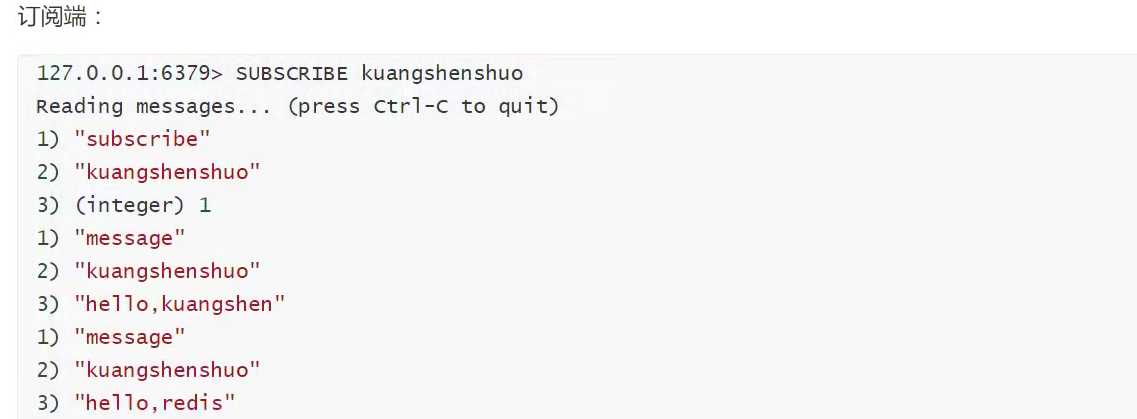 订阅端：
127.0.0.1:6379> SUBSCRIBE kuangshenshuo
Reading messages... (press Ctrl-C to quit)
1) "subscribe"
2) "kuangshenshuo"
3) (integer) 1
1) "message"
2) "kuangshenshuo"
3) "hello,kuangshen"
1) "message"
2) "kuangshenshuo"
3) "hello,redis"